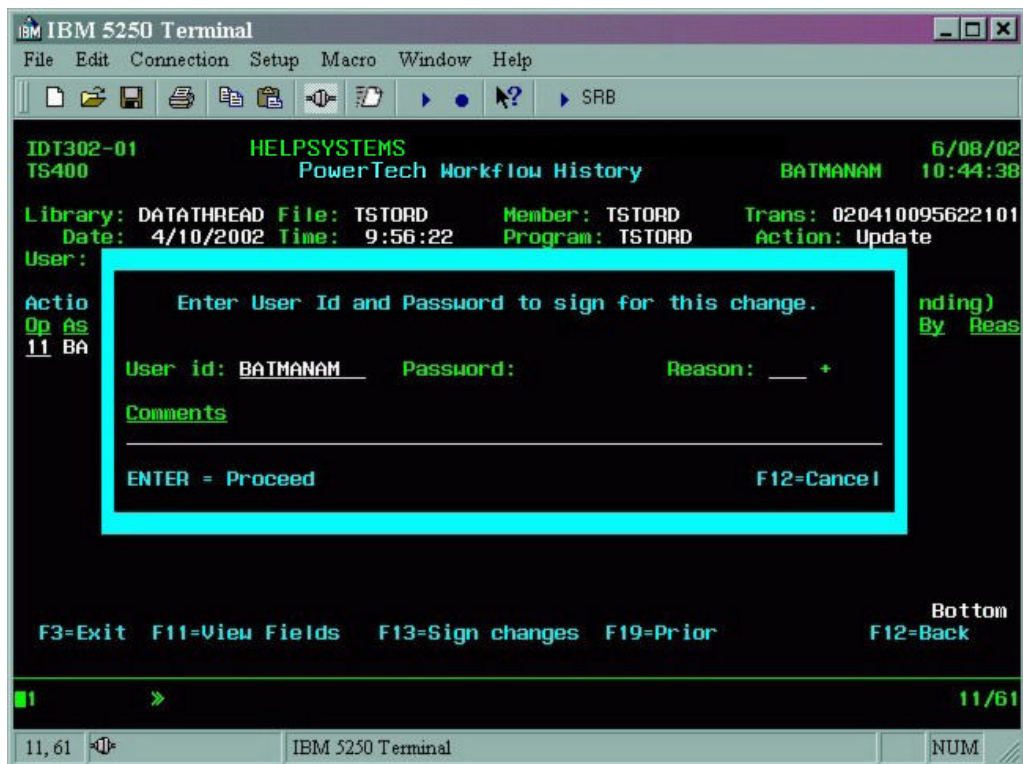 IBM 5250 Terminal
File Edit Connection Setup Macro Window Help
SRB
IDT302-01 HELPSYSTEMS 6/08/02
TS400 PowerTech Workflow History BATMANAM 10:44:38
Library: DATATHREAD File: TSTORD Member: TSTORD Trans: 020410095622101
Date: 4/10/2002 Time: 9:56:22 Program: TSTORD Action: Update
User:
Actio nding)
Op As By Reas
11 BA
Enter User Id and Password to sign for this change.
User id: BATMANAM Password: Reason: ___ +
Comments
ENTER = Proceed F12=Cancel
Bottom
F3=Exit F11=View Fields F13=Sign changes F19=Prior F12=Back
1 » 11/61
11, 61 IBM 5250 Terminal NUM